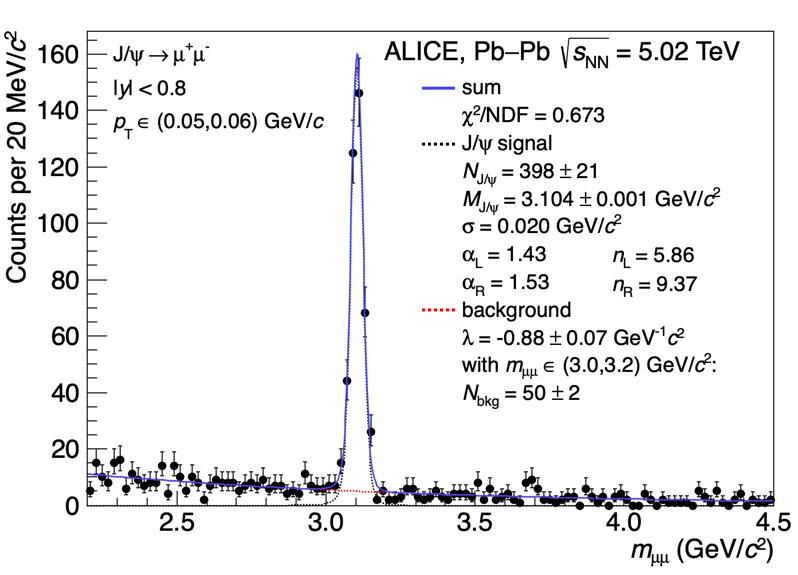 J/ψ → μ⁺μ⁻
|y| < 0.8
p_T ∈ (0.05,0.06) GeV/c
ALICE, Pb–Pb √s_NN = 5.02 TeV
sum
χ²/NDF = 0.673
J/ψ signal
N_J/ψ = 398 ± 21
M_J/ψ = 3.104 ± 0.001 GeV/c²
σ = 0.020 GeV/c²
α_L = 1.43 n_L = 5.86
α_R = 1.53 n_R = 9.37
background
λ = -0.88 ± 0.07 GeV⁻¹c²
with m_μμ ∈ (3.0,3.2) GeV/c²:
N_bkg = 50 ± 2
Counts per 20 MeV/c²
160
140
120
100
80
60
40
20
0
2.5 3.0 3.5 4.0 4.5
m_μμ (GeV/c²)